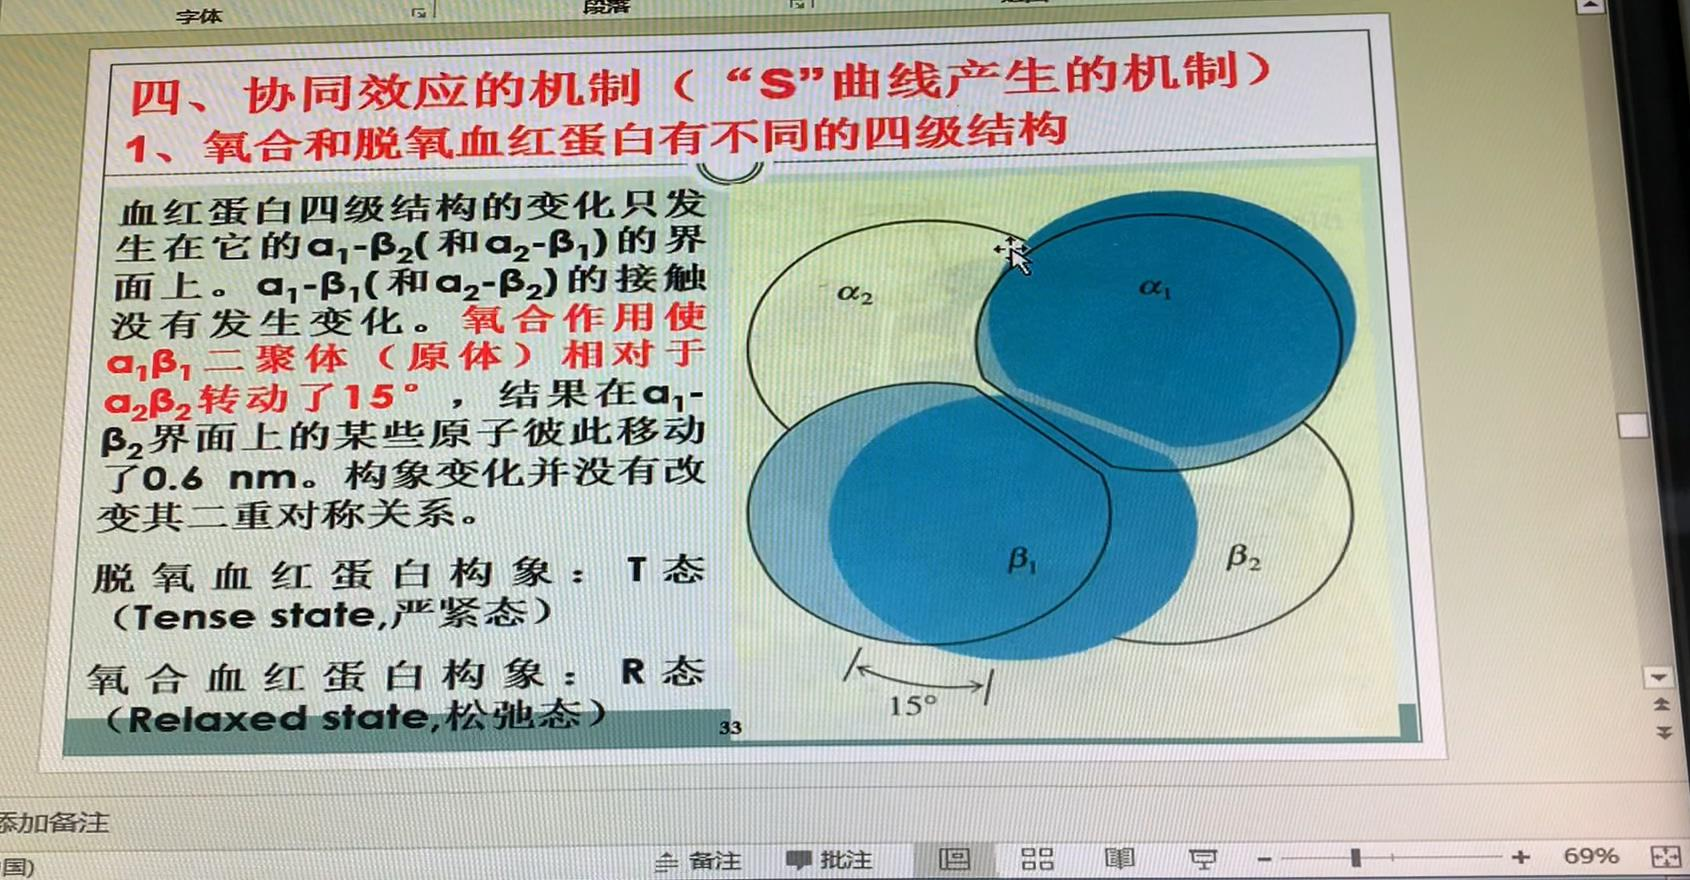 字体
段落
四、协同效应的机制（“S”曲线产生的机制）
1、氧合和脱氧血红蛋白有不同的四级结构
血红蛋白四级结构的变化只发
生在它的α₁-β₂(和α₂-β₁)的界
面上。α₁-β₁(和α₂-β₂)的接触
没有发生变化。氧合作用使
α₁β₁二聚体（原体）相对于
α₂β₂转动了15°，结果在α₁-
β₂界面上的某些原子彼此移动
了0.6 nm。构象变化并没有改
变其二重对称关系。
脱氧血红蛋白构象：T态
（Tense state,严紧态）
氧合血红蛋白构象：R态
（Relaxed state,松弛态）
α₂
α₁
β₁
β₂
15°
33
添加备注
国)
备注
批注
69%